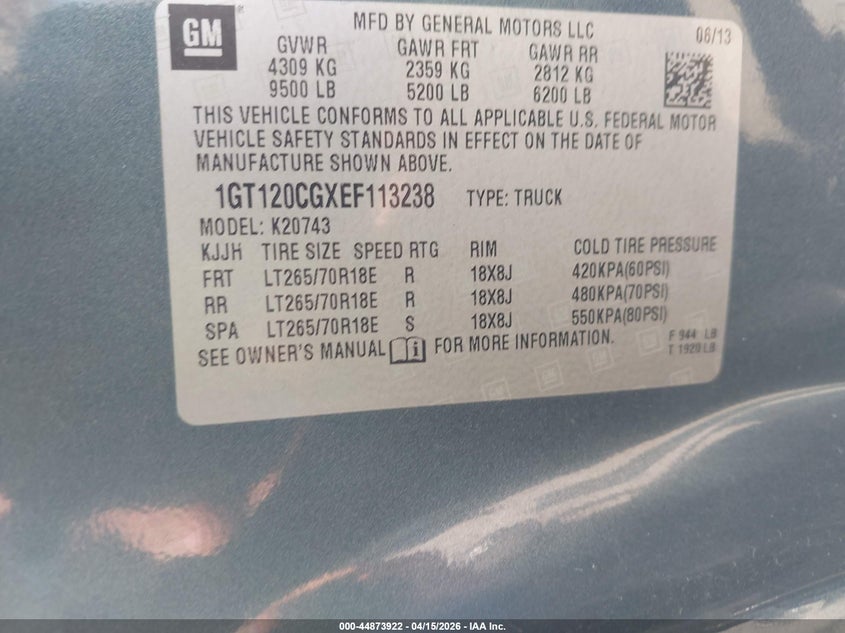 GM
MFD BY GENERAL MOTORS LLC
06/13
GVWR GAWR FRT GAWR RR
4309 KG 2359 KG 2812 KG
9500 LB 5200 LB 6200 LB
THIS VEHICLE CONFORMS TO ALL APPLICABLE U.S. FEDERAL MOTOR
VEHICLE SAFETY STANDARDS IN EFFECT ON THE DATE OF
MANUFACTURE SHOWN ABOVE.
1GT120CGXEF113238 TYPE: TRUCK
MODEL: K20743
KJJH TIRE SIZE SPEED RTG RIM COLD TIRE PRESSURE
FRT LT265/70R18E R 18X8J 420KPA(60PSI)
RR LT265/70R18E R 18X8J 480KPA(70PSI)
SPA LT265/70R18E S 18X8J 550KPA(80PSI)
SEE OWNER'S MANUAL FOR MORE INFORMATION.
F 944 LB
T 1920 LB
000-44873922 - 04/15/2026 - IAA Inc.